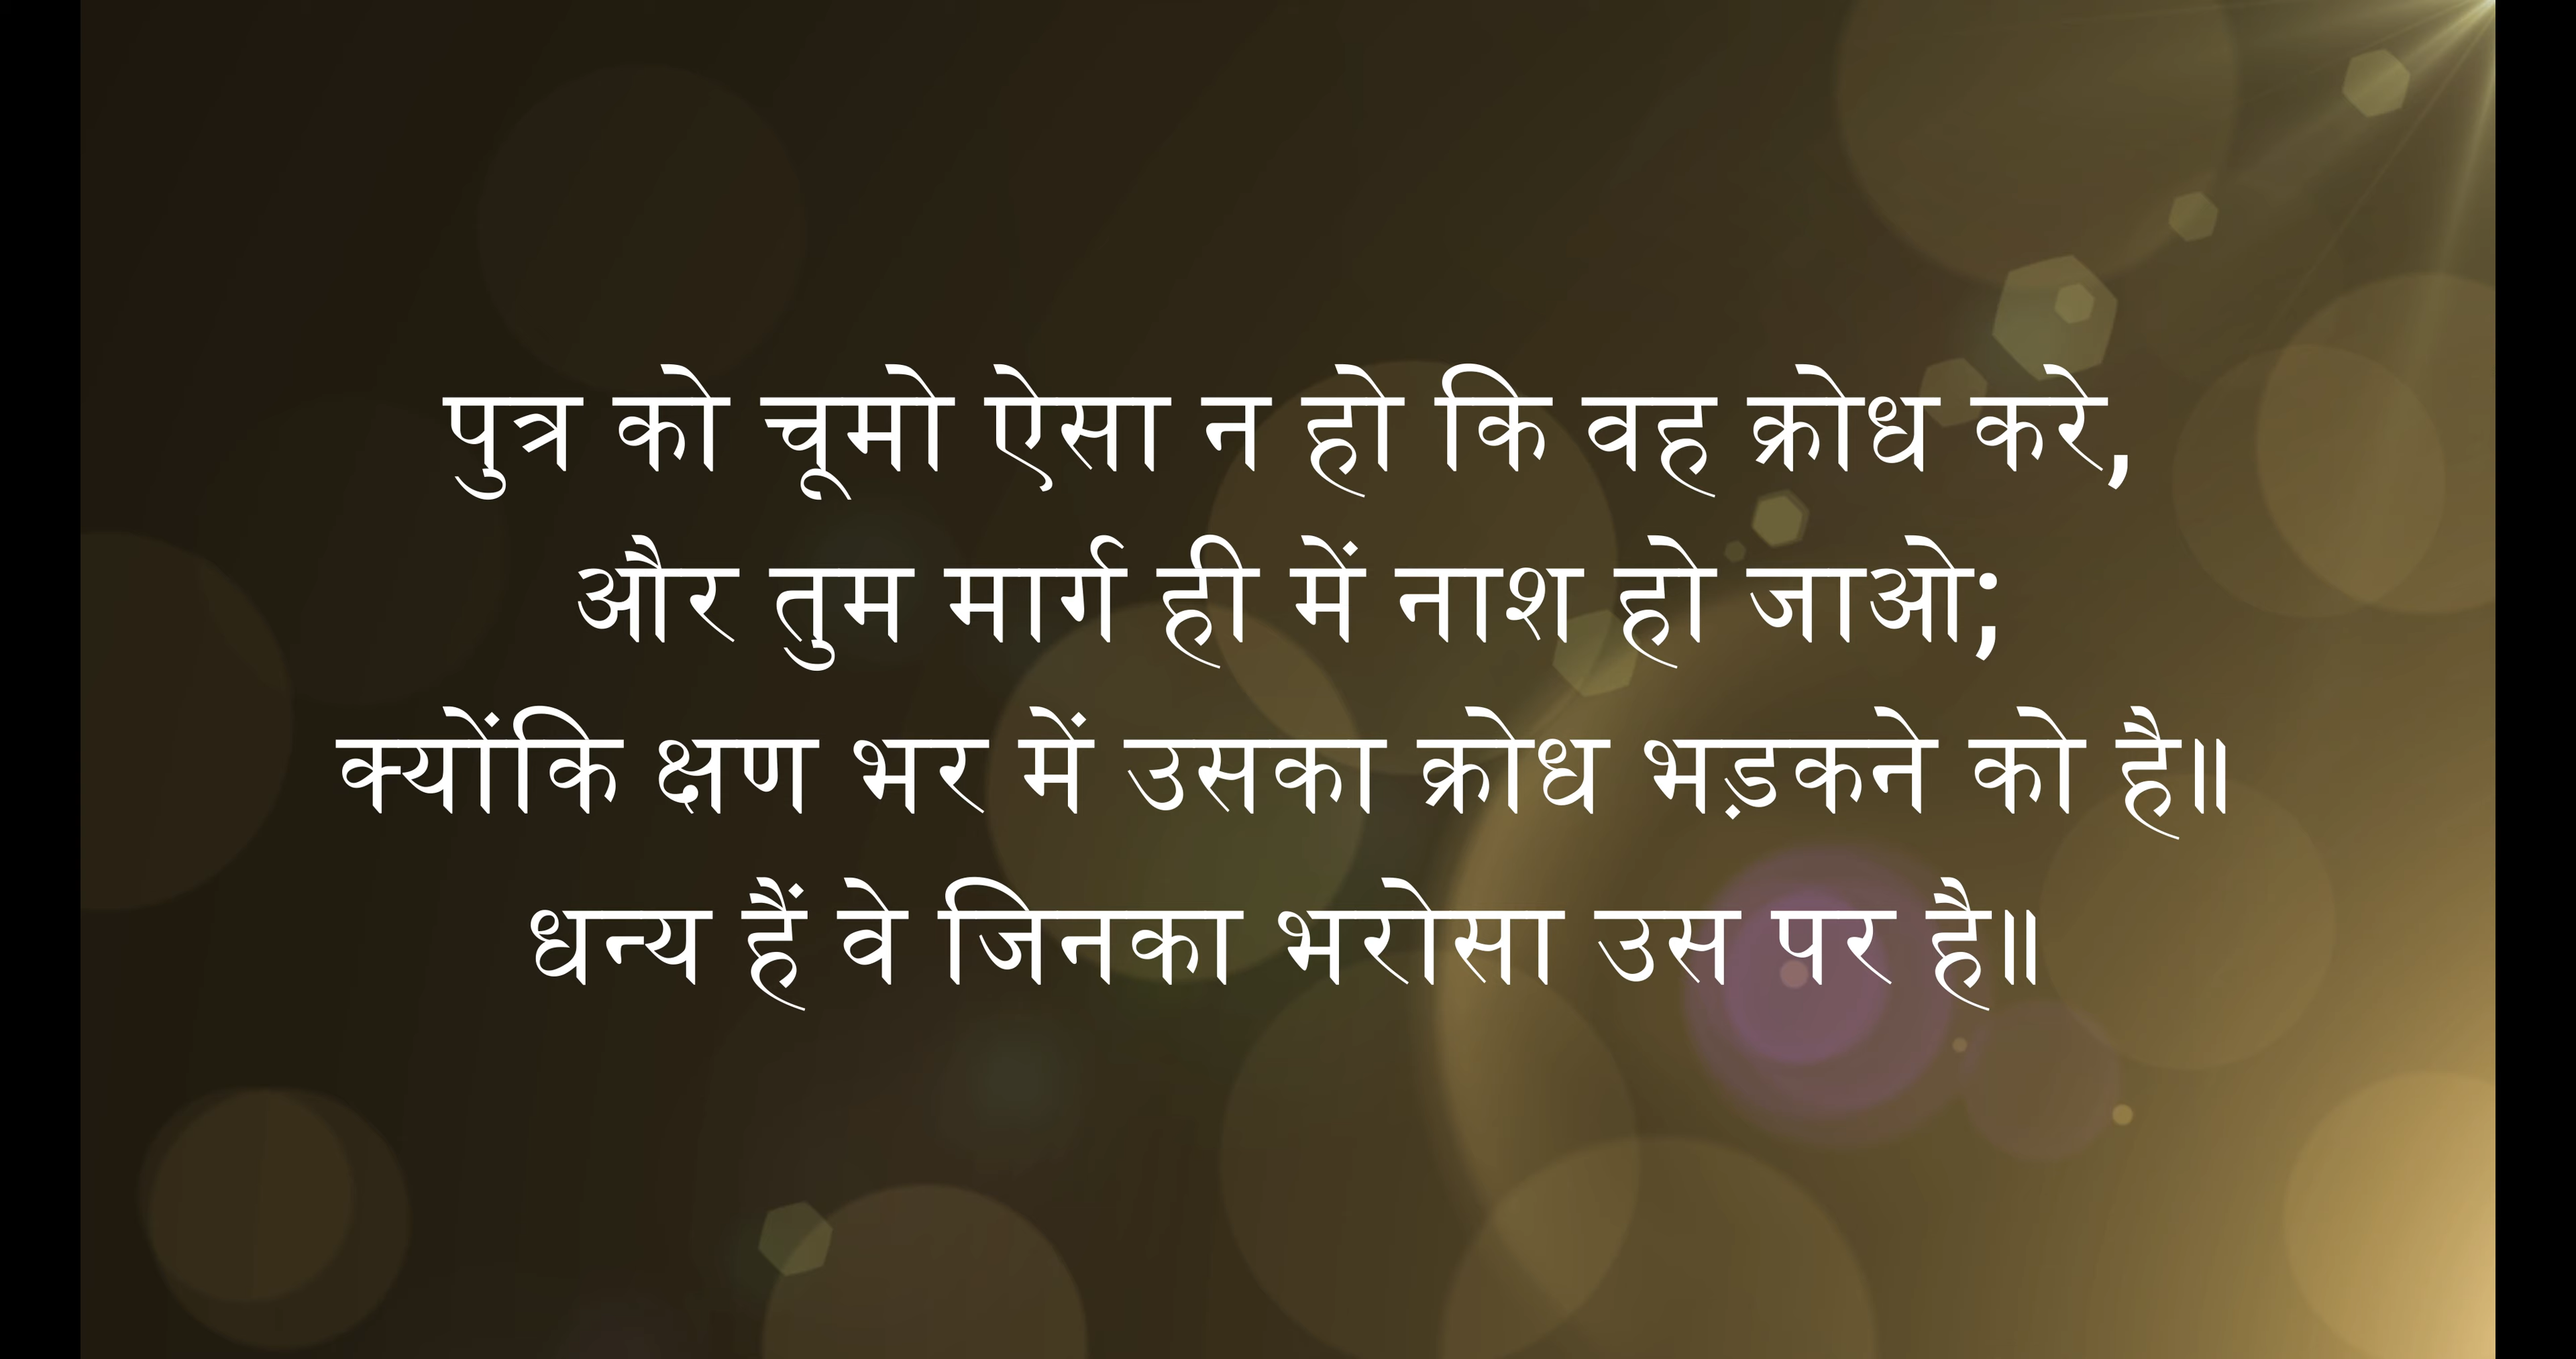 पुत्र को चूमो ऐसा न हो कि वह क्रोध करे,
और तुम मार्ग ही में नाश हो जाओ;
क्योंकि क्षण भर में उसका क्रोध भड़कने को है॥
धन्य हैं वे जिनका भरोसा उस पर है॥